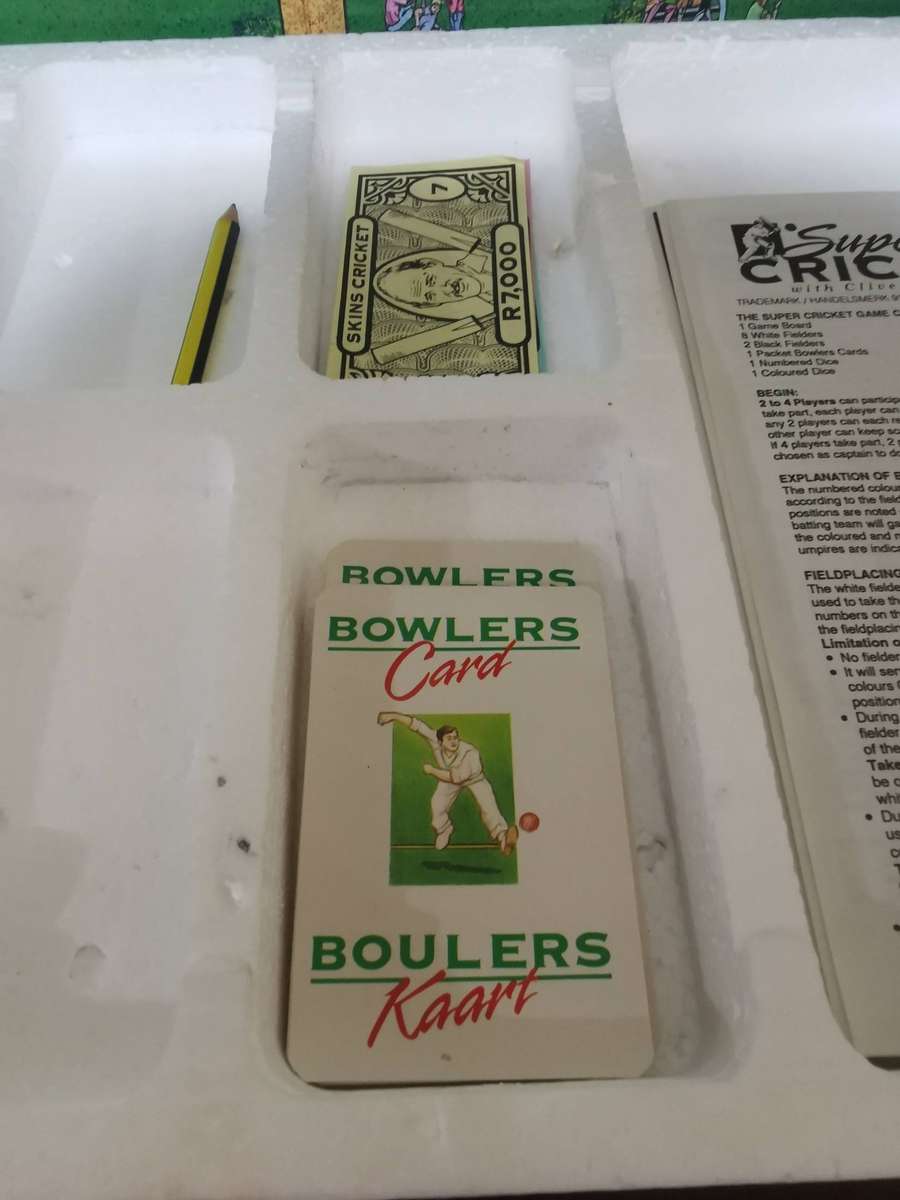 7
SKINS CRICKET
R7,000
Super
CRIC
with Clive
TRADEMARK / HANDELSMERK 9
THE SUPER CRICKET GAME C
1 Game Board
8 White Fielders
2 Black Fielders
1 Packet Bowlers Cards
1 Numbered Dice
1 Coloured Dice
BEGIN:
2 to 4 Players can particip
take part, each player can
any 2 players can each re
other player can keep sc
If 4 players take part, 2
chosen as captain to do
EXPLANATION OF B
The numbered colou
according to the field
positions are noted
batting team will ga
the coloured and n
umpires are indica
FIELDPLACING
The white fielde
used to take the
numbers on th
the fieldplacin
Limitation o
• No fielder
• It will ser
colours
position
• During
fielder
of the
Take
be c
whi
• Du
us
c
BOWLERS
BOWLERS
Card
BOULERS
Kaart